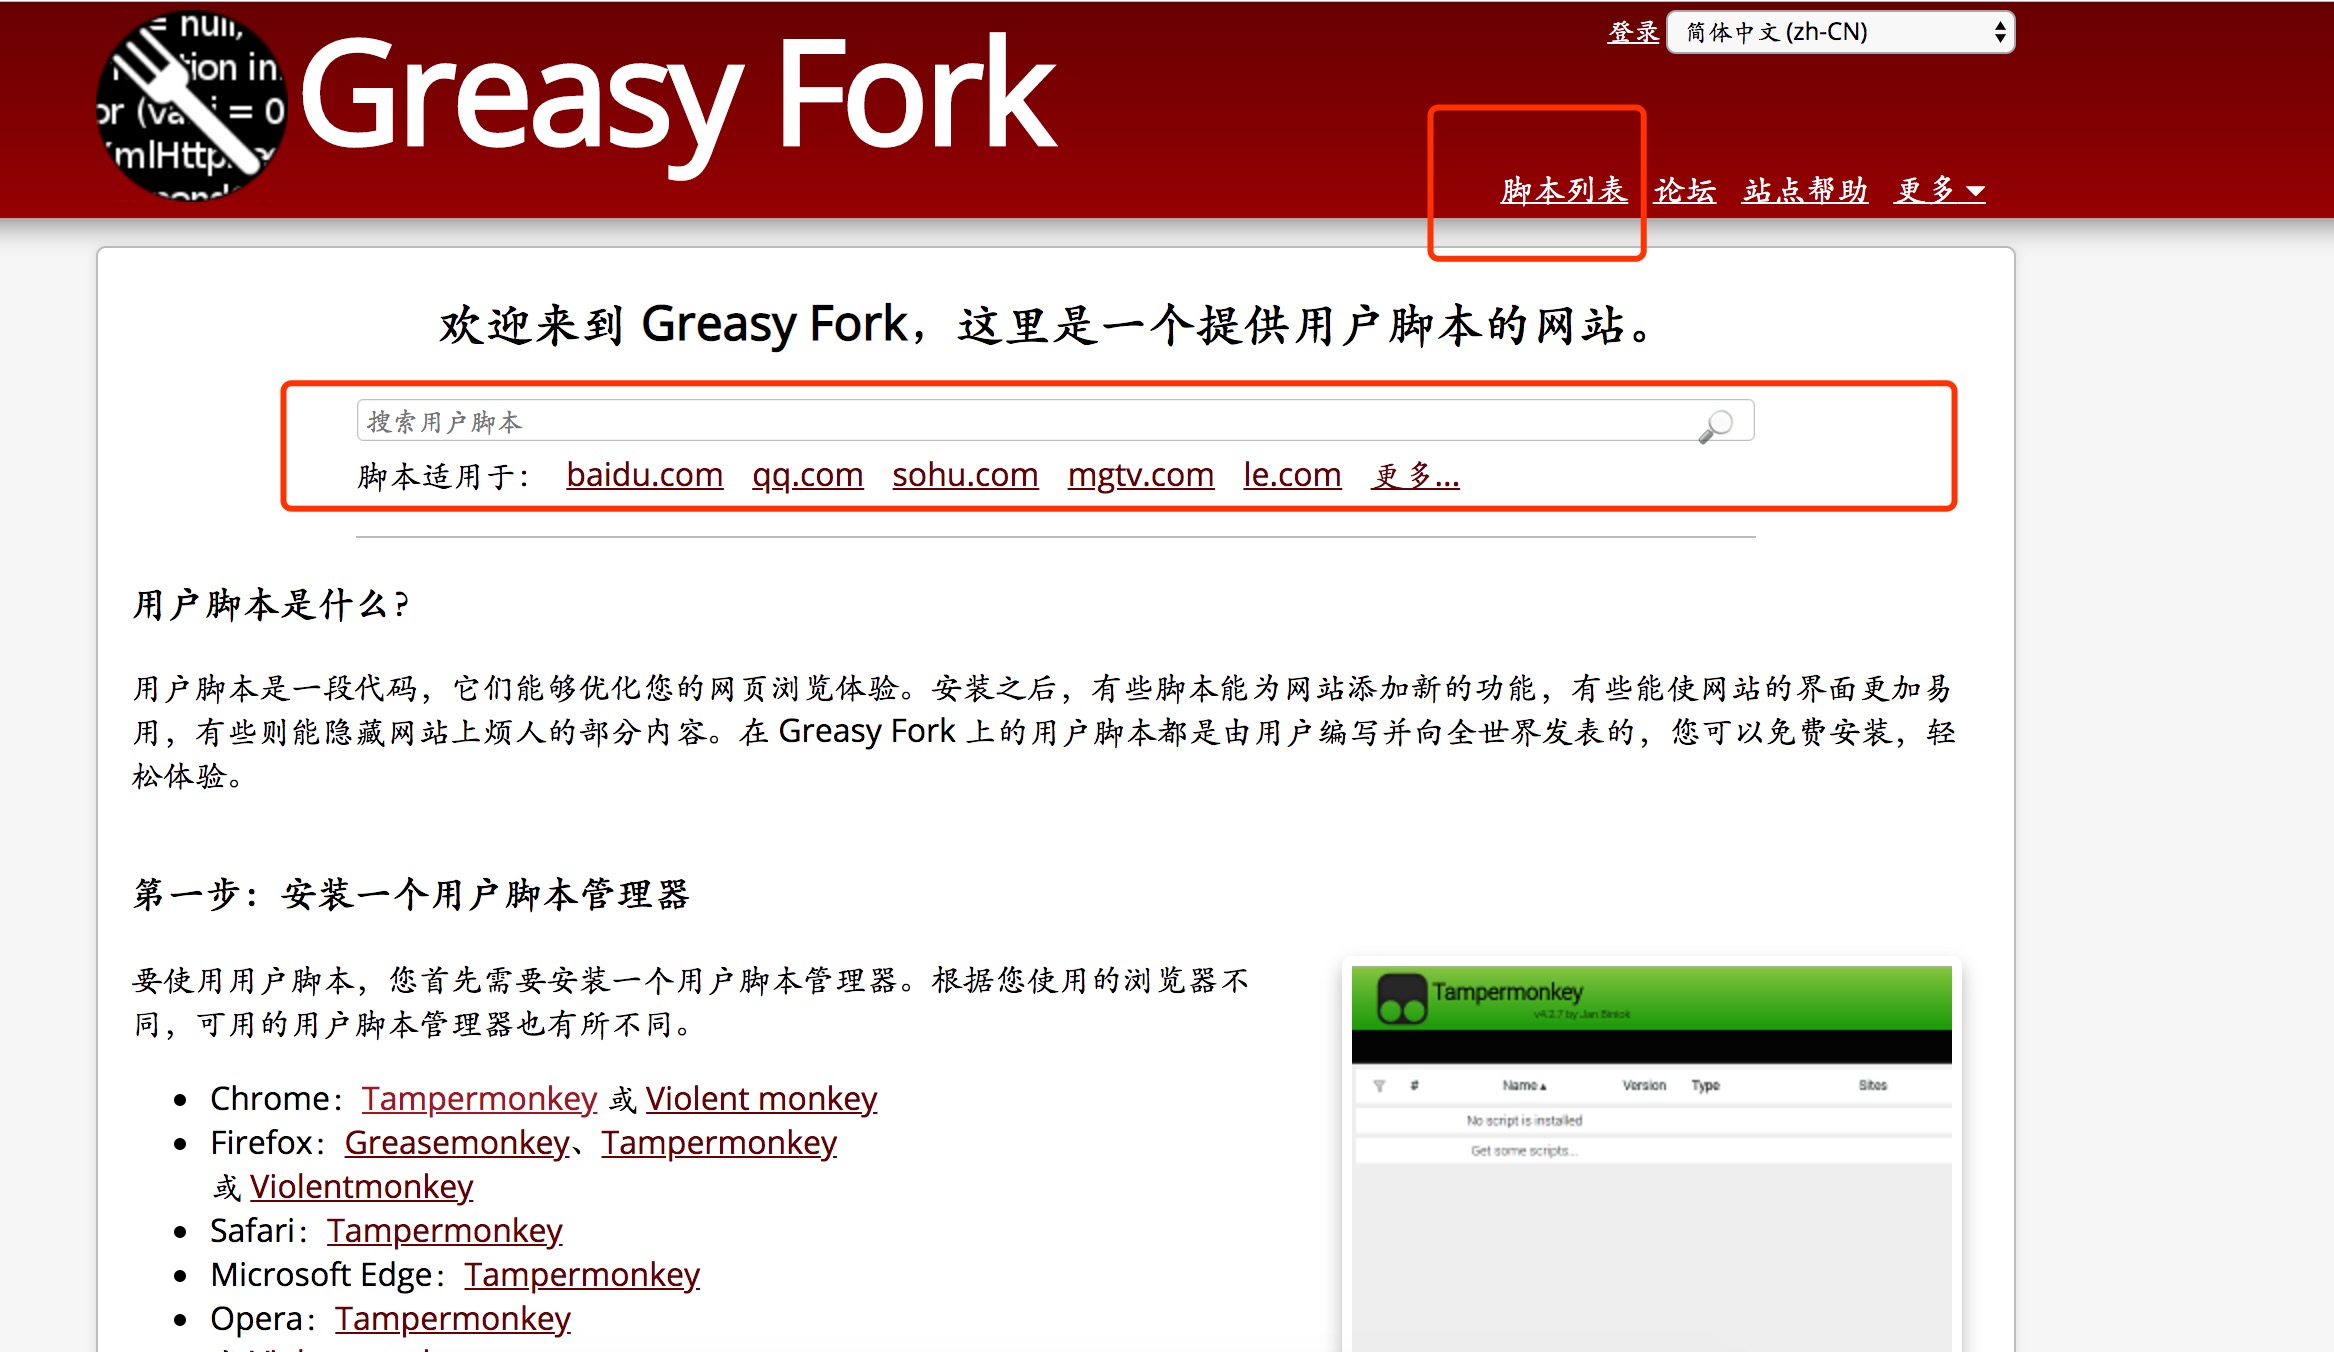 = null,
tion in
or (va i = 0
mlHttp
Greasy Fork
登录 简体中文 (zh-CN)
脚本列表 论坛 站点帮助 更多
欢迎来到 Greasy Fork，这里是一个提供用户脚本的网站。
搜索用户脚本
脚本适用于： baidu.com qq.com sohu.com mgtv.com le.com 更多...
用户脚本是什么?
用户脚本是一段代码，它们能够优化您的网页浏览体验。安装之后，有些脚本能为网站添加新的功能，有些能使网站的界面更加易
用，有些则能隐藏网站上烦人的部分内容。在 Greasy Fork 上的用户脚本都是由用户编写并向全世界发表的，您可以免费安装，轻
松体验。
第一步：安装一个用户脚本管理器
要使用用户脚本，您首先需要安装一个用户脚本管理器。根据您使用的浏览器不
同，可用的用户脚本管理器也有所不同。
Chrome：Tampermonkey 或 Violent monkey
Firefox：Greasemonkey、Tampermonkey
或 Violentmonkey
Safari：Tampermonkey
Microsoft Edge：Tampermonkey
Opera：Tampermonkey
Tampermonkey
v4.2.7 by Jan Biniok
# Name Version Type Sites
No script is installed
Get some scripts...